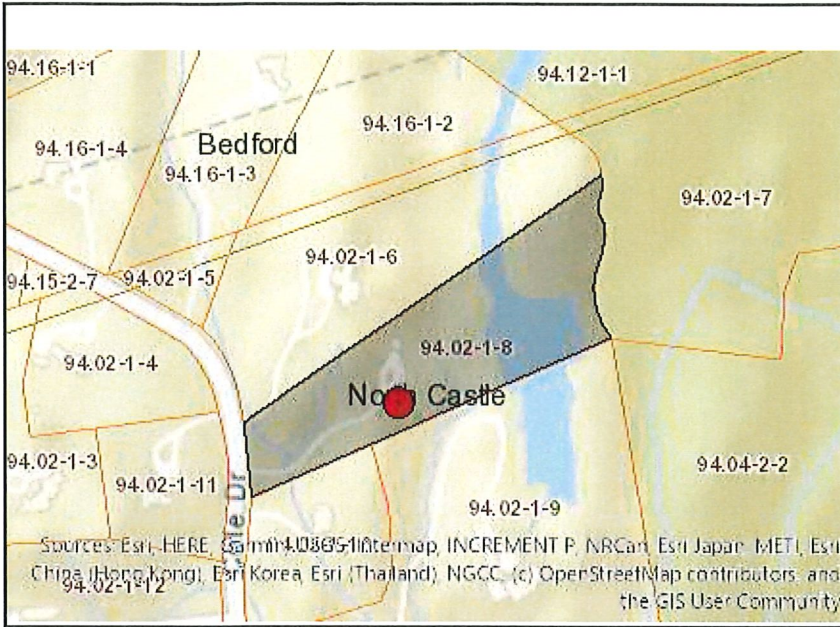 94.16-1-1
94.12-1-1
94.16-1-2
Bedford
94.16-1-4
94.16-1-3
94.02-1-7
94.02-1-6
94.15-2-7
94.02-1-5
94.02-1-8
94.02-1-4
North Castle
94.02-1-3
94.02-1-11
94.04-2-2
94.02-1-9
Dr
Sources: Esri, HERE, Garmin, Intermap, INCREMENT P, NRCan, Esri Japan, METI, Esri
China (Hong Kong), Esri Korea, Esri (Thailand), NGCC, (c) OpenStreetMap contributors, and
94.02-1-12
the GIS User Community